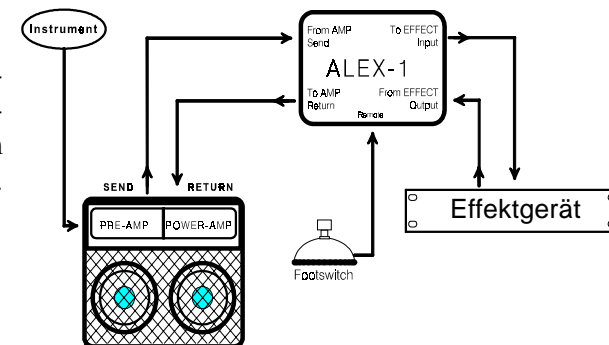 Instrument
From AMP To EFFECT
Send Input
ALEX-1
To AMP From EFFECT
Return Output
Remote
SEND RETURN
PRE-AMP POWER-AMP
Effektgerät
Footswitch